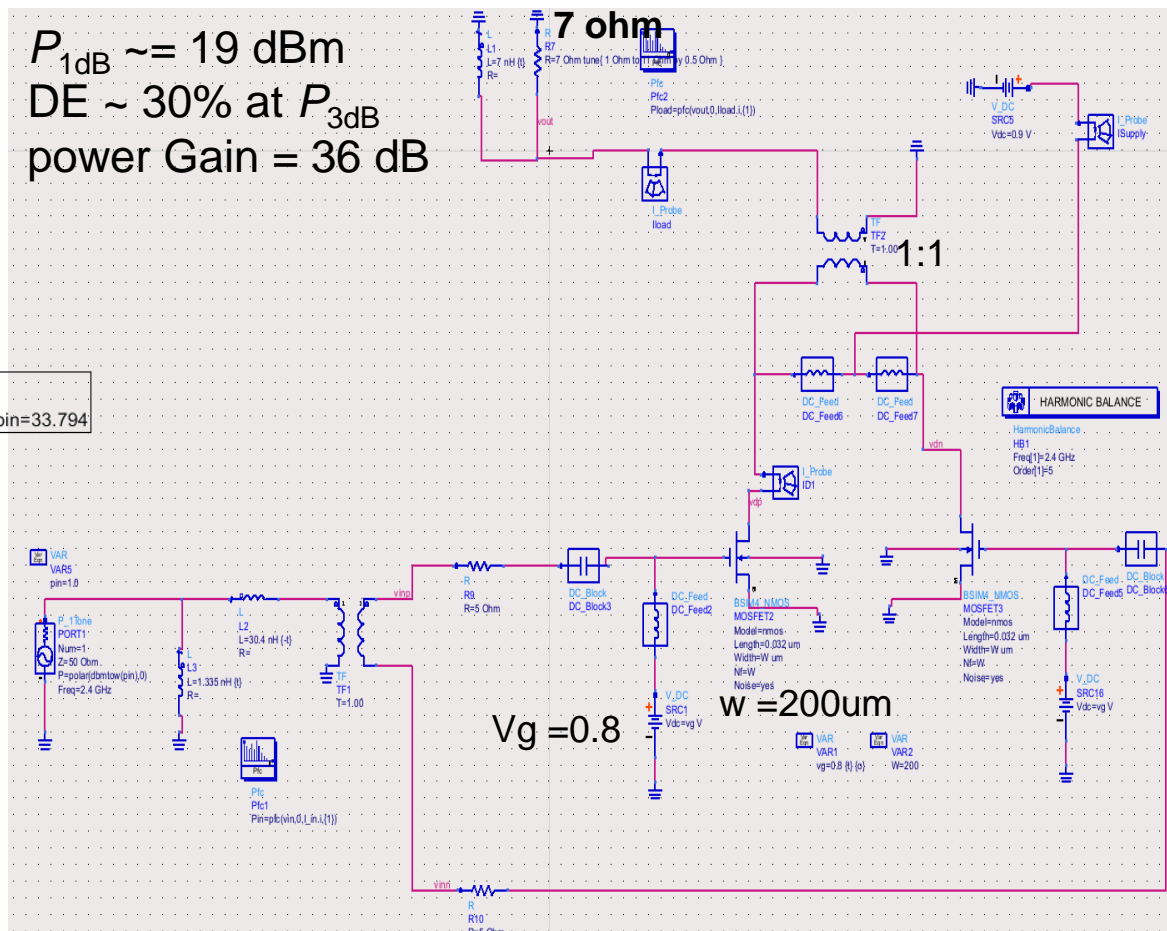 P1dB ~= 19 dBm
DE ~ 30% at P3dB
power Gain = 36 dB
L
L1
L=7 nH {t}
R=
7 ohm
R
R7
R=7 Ohm tune{ 1 Ohm to 11 Ohm by 0.5 Ohm }
Pfc
Pfc2
Pload=pfc(vout,0,Iload.i,{1})
vout
V_DC
SRC5
Vdc=0.9 V
I_Probe
ISupply
I_Probe
Iload
TF
TF2
T=1.00
1:1
DC_Feed
DC_Feed6
DC_Feed
DC_Feed7
HARMONIC BALANCE
HarmonicBalance
HB1
Freq[1]=2.4 GHz
Order[1]=5
pin=33.794
vdn
I_Probe
ID1
vdp
VAR
VAR5
pin=1.0
P_1Tone
PORT1
Num=1
Z=50 Ohm
P=polar(dbmtow(pin),0)
Freq=2.4 GHz
L
L2
L=30.4 nH {-t}
R=
L
L3
L=1.335 nH {t}
R=
TF
TF1
T=1.00
vinp
R
R9
R=5 Ohm
DC_Block
DC_Block3
DC_Feed
DC_Feed2
BSIM4_NMOS
MOSFET2
Model=nmos
Length=0.032 um
Width=W um
Nf=W
Noise=yes
BSIM4_NMOS
MOSFET3
Model=nmos
Length=0.032 um
Width=W um
Nf=W
Noise=yes
DC_Feed
DC_Feed5
DC_Block
V_DC
SRC1
Vdc=vg V
V_DC
SRC16
Vdc=vg V
Vg =0.8
w =200um
VAR
VAR1
vg=0.8 {t} {o}
VAR
VAR2
W=200
Pfc
Pfc
Pfc1
Pin=pfc(vin,0,I_in.i,{1})
vinn
R
R10